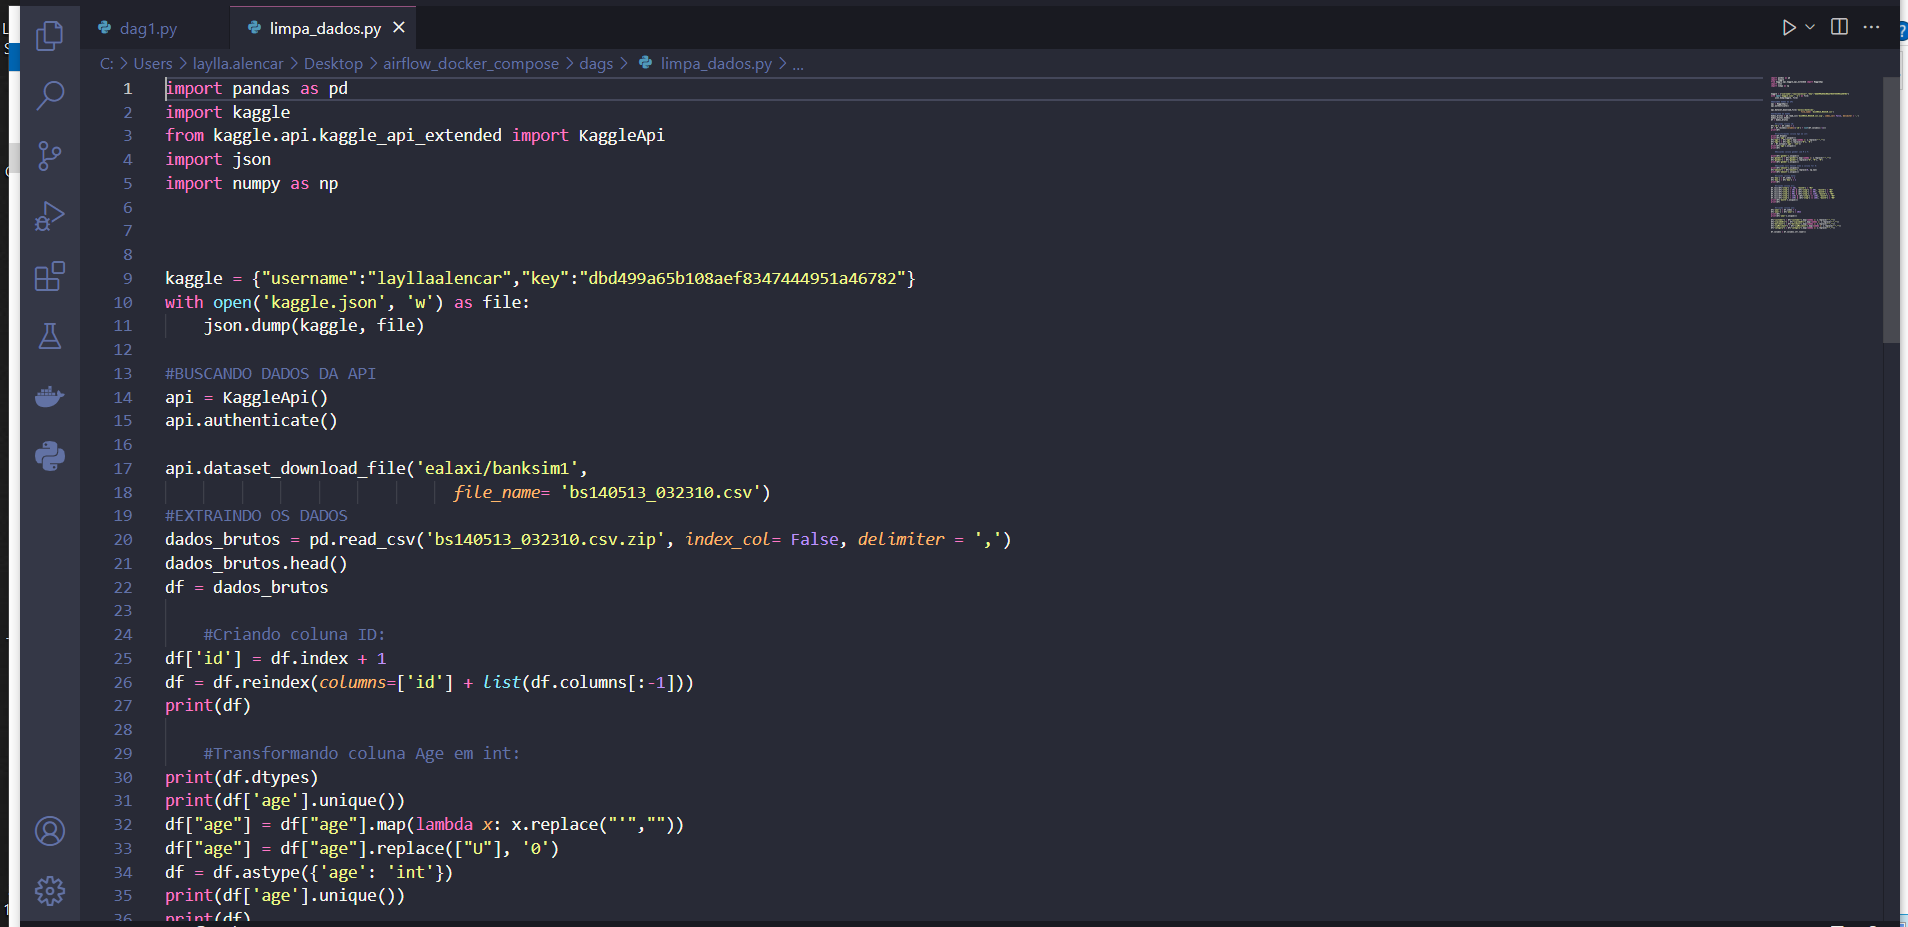 dag1.py
limpa_dados.py
C: > Users > laylla.alencar > Desktop > airflow_docker_compose > dags > limpa_dados.py > ...
1 import pandas as pd
2 import kaggle
3 from kaggle.api.kaggle_api_extended import KaggleApi
4 import json
5 import numpy as np
6
7
8
9 kaggle = {"username":"layllaalencar","key":"dbd499a65b108aef8347444951a46782"}
10 with open('kaggle.json', 'w') as file:
11     json.dump(kaggle, file)
12
13 #BUSCANDO DADOS DA API
14 api = KaggleApi()
15 api.authenticate()
16
17 api.dataset_download_file('ealaxi/banksim1',
18                               file_name= 'bs140513_032310.csv')
19 #EXTRAINDO OS DADOS
20 dados_brutos = pd.read_csv('bs140513_032310.csv.zip', index_col= False, delimiter = ',')
21 dados_brutos.head()
22 df = dados_brutos
23
24     #Criando coluna ID:
25 df['id'] = df.index + 1
26 df = df.reindex(columns=['id'] + list(df.columns[:-1]))
27 print(df)
28
29     #Transformando coluna Age em int:
30 print(df.dtypes)
31 print(df['age'].unique())
32 df["age"] = df["age"].map(lambda x: x.replace("'",""))
33 df["age"] = df["age"].replace(["U"], '0')
34 df = df.astype({'age': 'int'})
35 print(df['age'].unique())
36 print(df)